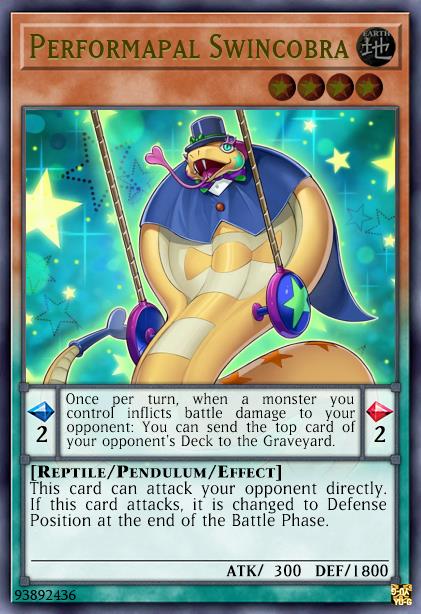 PERFORMAPAL SWINCOBRA
EARTH
地
Once per turn, when a monster you
control inflicts battle damage to your
opponent: You can send the top card of
your opponent's Deck to the Graveyard.
2
2
[REPTILE/PENDULUM/EFFECT]
This card can attack your opponent directly.
If this card attacks, it is changed to Defense
Position at the end of the Battle Phase.
ATK/ 300 DEF/1800
93892436